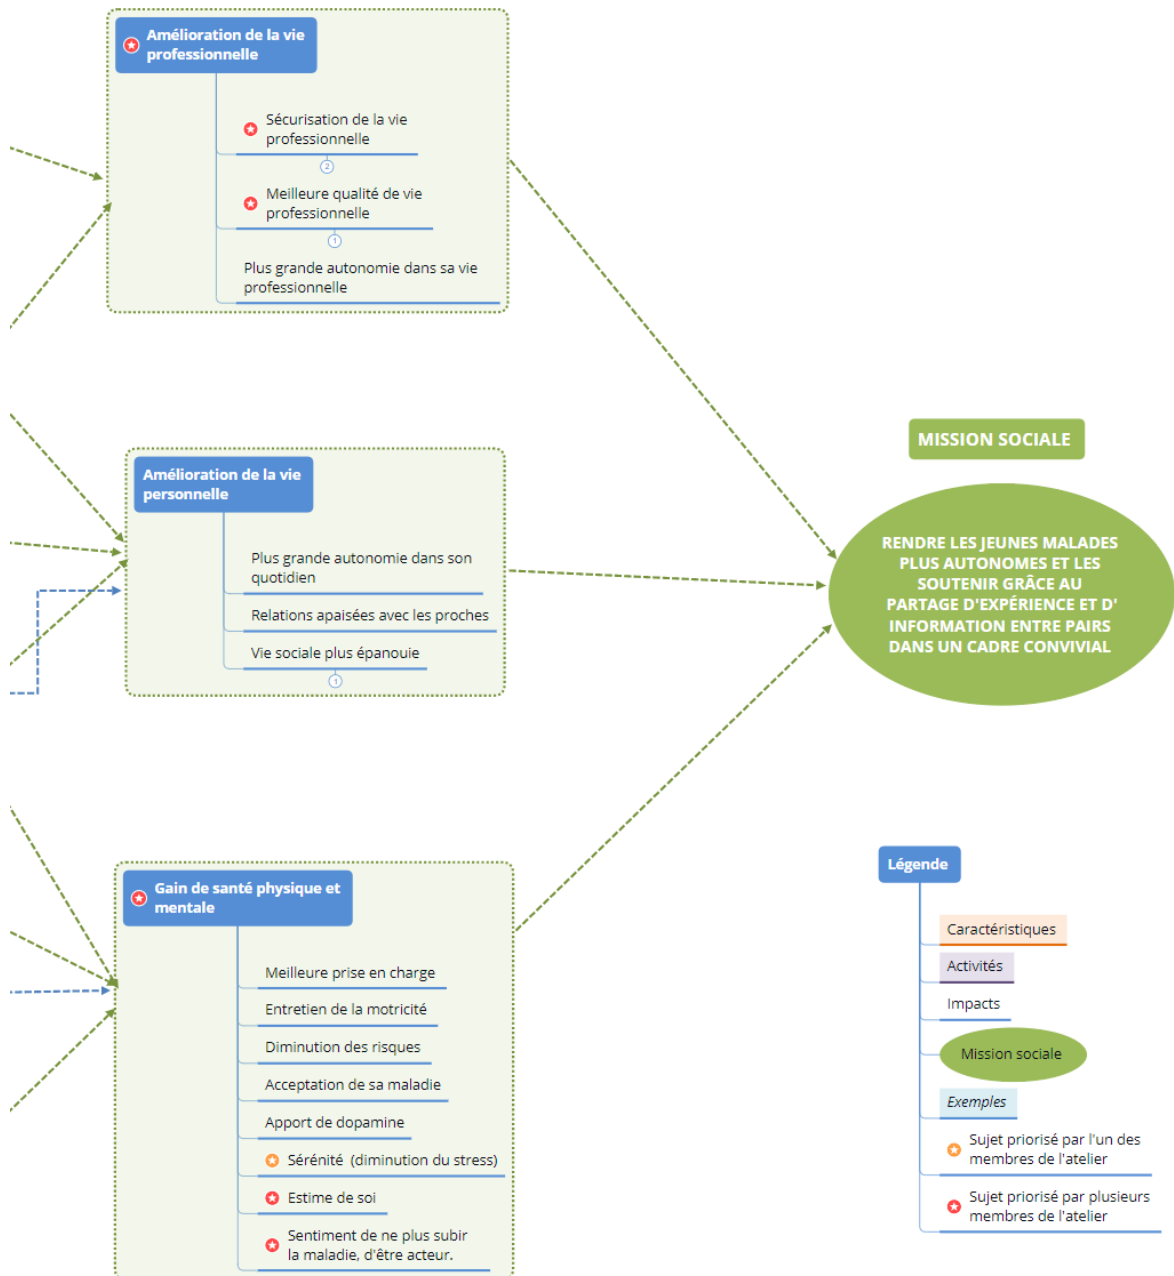 Amélioration de la vie
professionnelle
Sécurisation de la vie
professionnelle
2
Meilleure qualité de vie
professionnelle
1
Plus grande autonomie dans sa vie
professionnelle
Amélioration de la vie
personnelle
Plus grande autonomie dans son
quotidien
Relations apaisées avec les proches
Vie sociale plus épanouie
1
Gain de santé physique et
mentale
Meilleure prise en charge
Entretien de la motricité
Diminution des risques
Acceptation de sa maladie
Apport de dopamine
Sérénité (diminution du stress)
Estime de soi
Sentiment de ne plus subir
la maladie, d'être acteur.
MISSION SOCIALE
RENDRE LES JEUNES MALADES
PLUS AUTONOMES ET LES
SOUTENIR GRÂCE AU
PARTAGE D'EXPÉRIENCE ET D'
INFORMATION ENTRE PAIRS
DANS UN CADRE CONVIVIAL
Légende
Caractéristiques
Activités
Impacts
Mission sociale
Exemples
Sujet priorisé par l'un des
membres de l'atelier
Sujet priorisé par plusieurs
membres de l'atelier